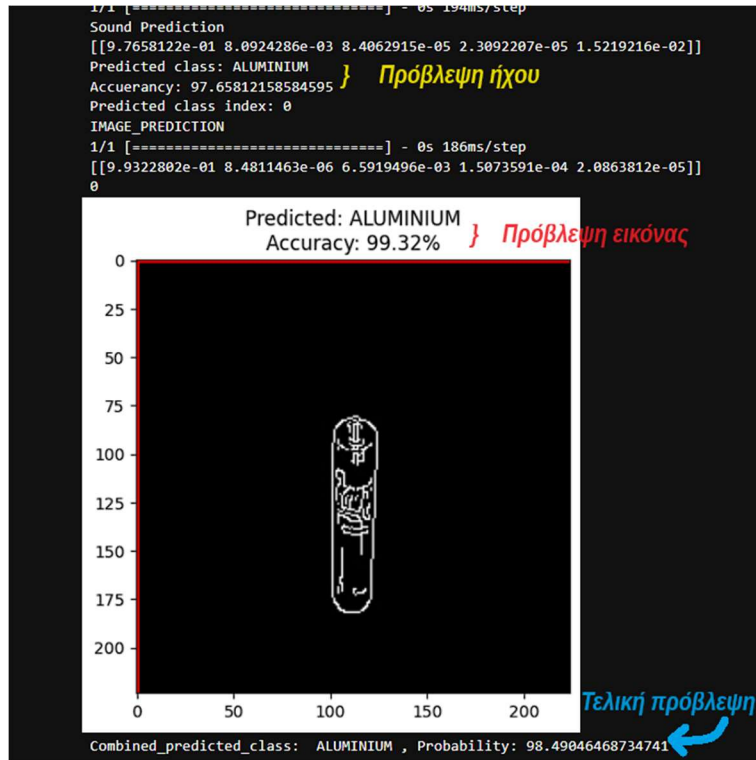 1/1 [==============================] - 0s 194ms/step
Sound Prediction
[[9.7658122e-01 8.0924286e-03 8.4062915e-05 2.3092207e-05 1.5219216e-02]]
Predicted class: ALUMINIUM
Accuerancy: 97.65812158584595 } Πρόβλεψη ήχου
Predicted class index: 0
IMAGE_PREDICTION
1/1 [==============================] - 0s 186ms/step
[[9.9322802e-01 8.4811463e-06 6.5919496e-03 1.5073591e-04 2.0863812e-05]]
0
Predicted: ALUMINIUM
Accuracy: 99.32% } Πρόβλεψη εικόνας
0
25
50
75
100
125
150
175
200
0 50 100 150 200
Τελική πρόβλεψη
Combined_predicted_class:  ALUMINIUM , Probability: 98.49046468734741